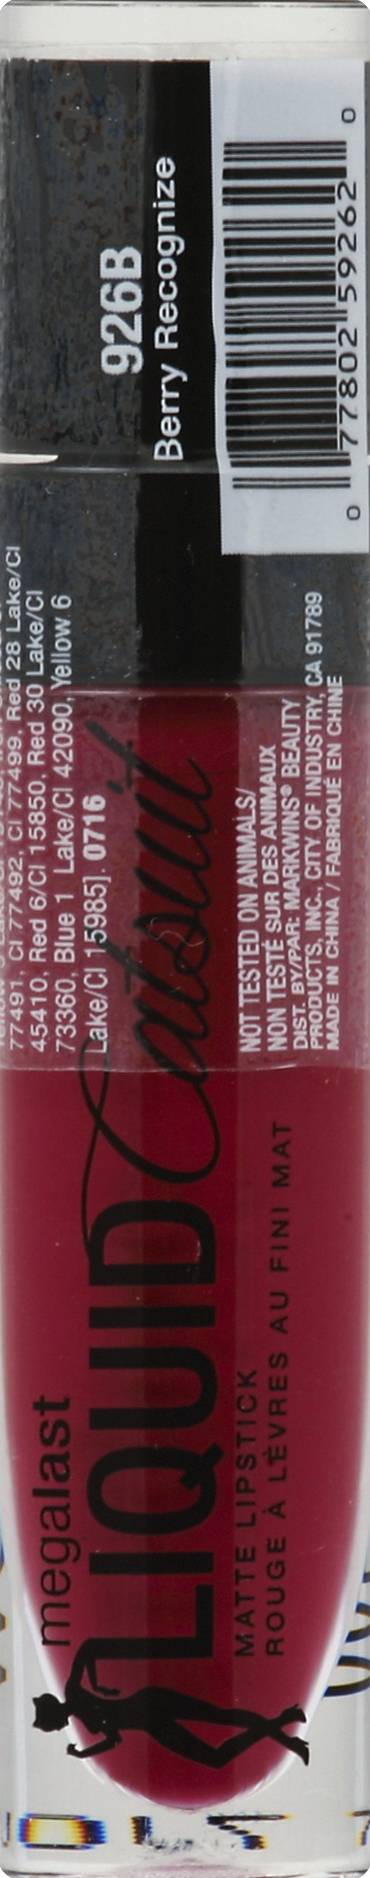 926B
Berry Recognize
0 77802 59262 0
77491, CI 77492, CI 77499, Red 28 Lake/CI
45410, Red 6/CI 15850, Red 30 Lake/CI
73360, Blue 1 Lake/CI 42090, Yellow 6
Lake/CI 15985]. 0716
NOT TESTED ON ANIMALS/
NON TESTÉ SUR DES ANIMAUX
DIST. BY/PAR: MARKWINS® BEAUTY
PRODUCTS, INC., CITY OF INDUSTRY, CA 91789
MADE IN CHINA / FABRIQUÉ EN CHINE
megalast
LIQUID Catsuit
MATTE LIPSTICK
ROUGE À LÈVRES AU FINI MAT